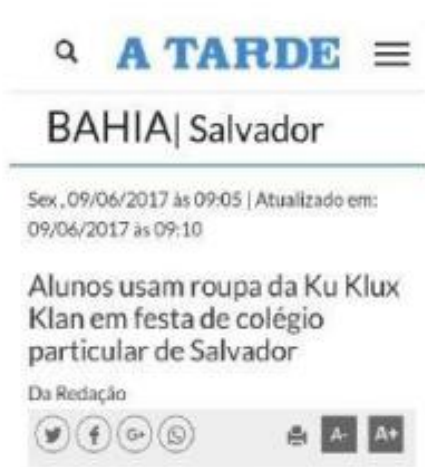 A TARDE
BAHIA| Salvador
Sex , 09/06/2017 às 09:05 | Atualizado em:
09/06/2017 às 09:10
Alunos usam roupa da Ku Klux
Klan em festa de colégio
particular de Salvador
Da Redação
G+
A- A+